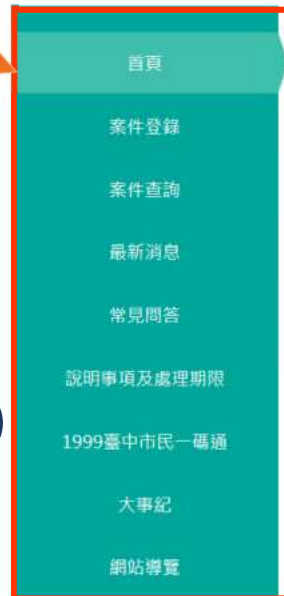 首頁
案件登錄
案件查詢
最新消息
常見問答
說明事項及處理期限
1999臺中市民一碼通
大事紀
網站導覽